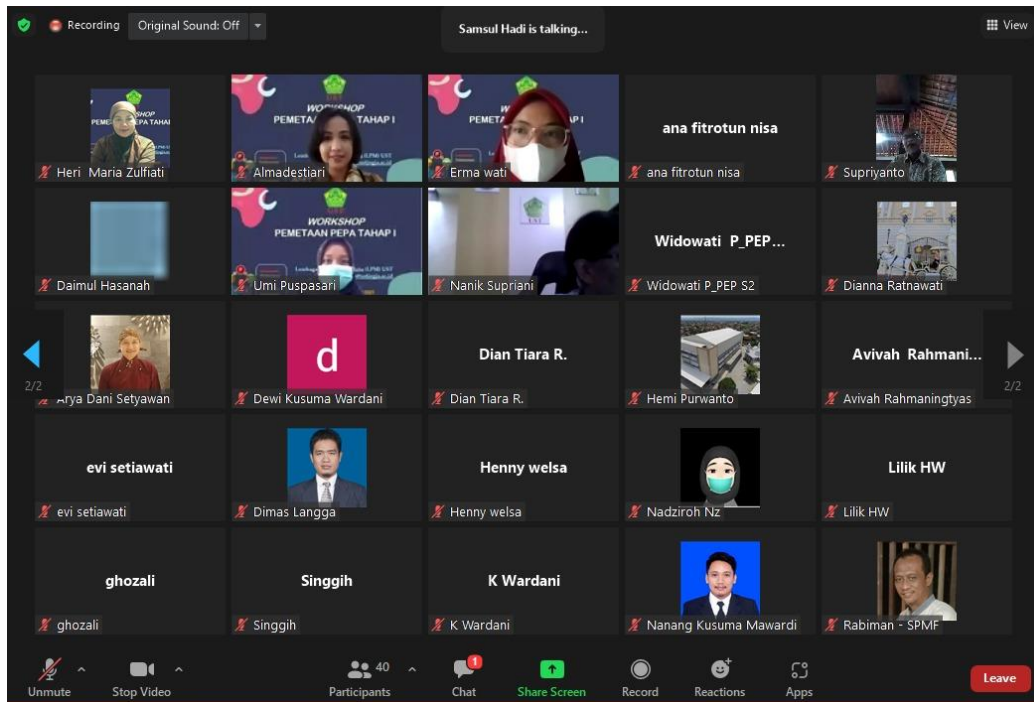 Recording Original Sound: Off
Samsul Hadi is talking...
View
WORKSHOP
Heri Maria Zulfiati
WORKSHOP
PEMET TAHAP I
Almadestiari
PEMETA
Erma wati
ana fitrotun nisa
ana fitrotun nisa
Supriyanto
Daimul Hasanah
WORKSHOP
PEMETAAN PEPA TAHAP I
Umi Puspasari
Nanik Supriani
Widowati P_PEP...
Widowati P_PEP S2
Dianna Ratnawati
2/2
Arya Dani Setyawan
d
Dewi Kusuma Wardani
Dian Tiara R.
Dian Tiara R.
Hemi Purwanto
Avivah Rahmani...
Avivah Rahmaningtyas
2/2
evi setiawati
evi setiawati
Dimas Langga
Henny welsa
Henny welsa
Nadziroh Nz
Lilik HW
Lilik HW
ghozali
ghozali
Singgih
Singgih
K Wardani
K Wardani
Nanang Kusuma Mawardi
Rabiman - SPMF
Unmute
Stop Video
40
Participants
1
Chat
Share Screen
Record
Reactions
Apps
Leave